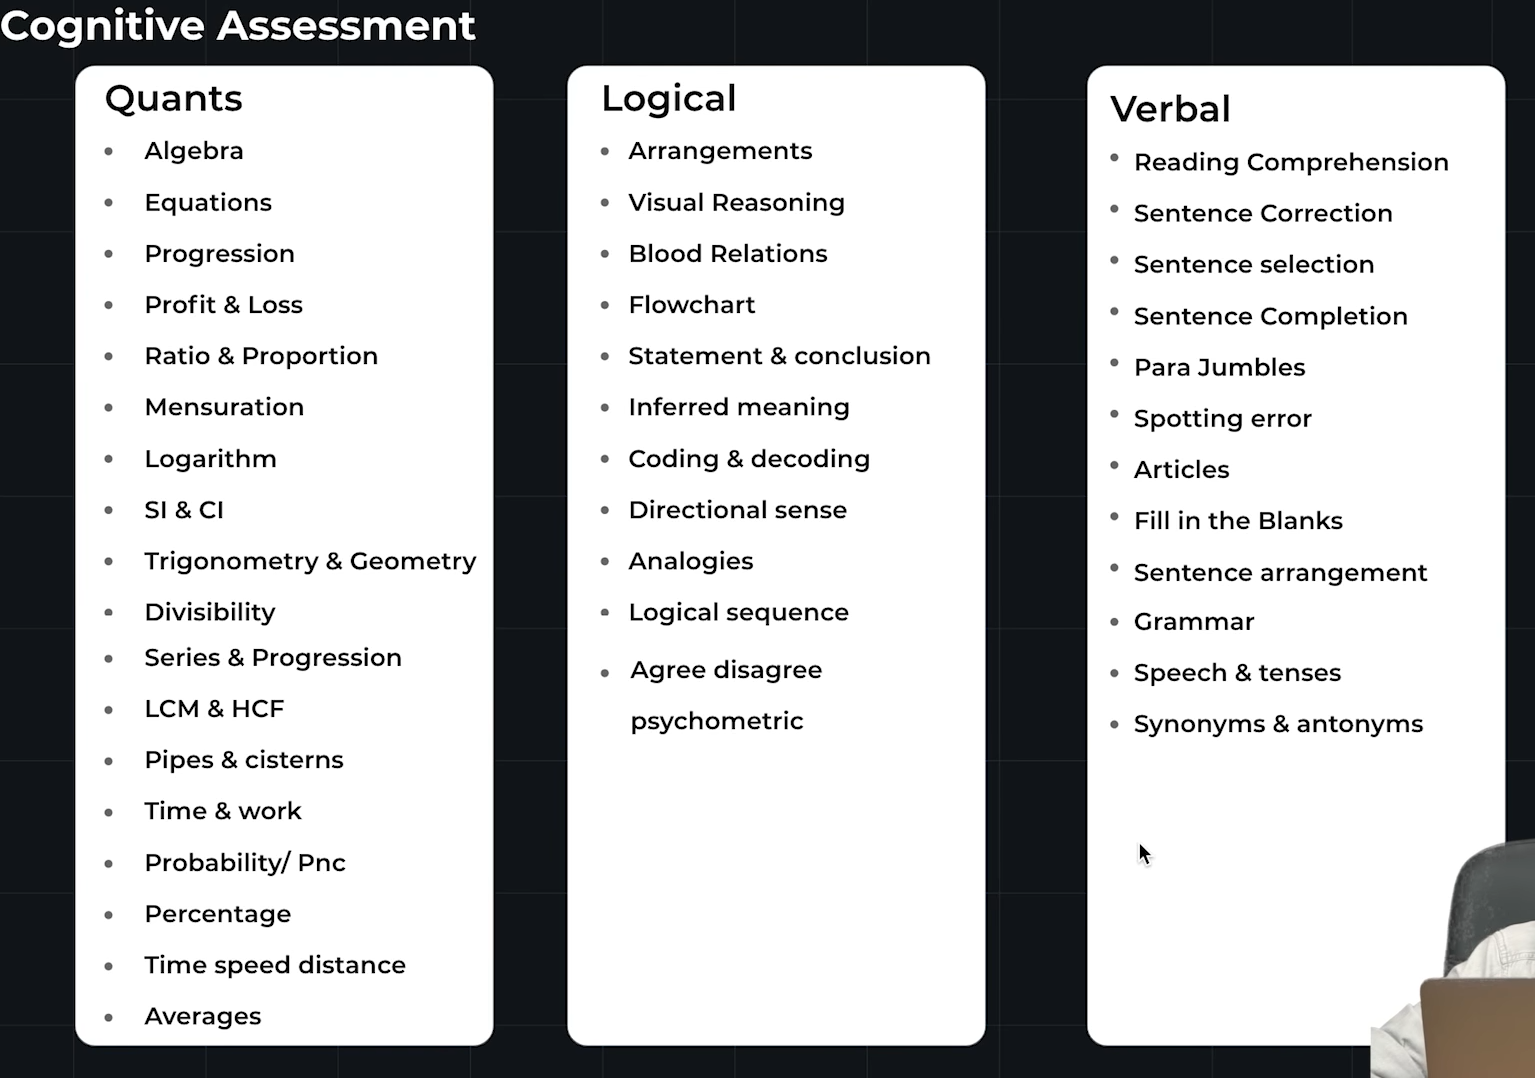 Cognitive Assessment
Quants
Algebra
Equations
Progression
Profit & Loss
Ratio & Proportion
Mensuration
Logarithm
SI & CI
Trigonometry & Geometry
Divisibility
Series & Progression
LCM & HCF
Pipes & cisterns
Time & work
Probability/ Pnc
Percentage
Time speed distance
Averages
Logical
Arrangements
Visual Reasoning
Blood Relations
Flowchart
Statement & conclusion
Inferred meaning
Coding & decoding
Directional sense
Analogies
Logical sequence
Agree disagree
psychometric
Verbal
Reading Comprehension
Sentence Correction
Sentence selection
Sentence Completion
Para Jumbles
Spotting error
Articles
Fill in the Blanks
Sentence arrangement
Grammar
Speech & tenses
Synonyms & antonyms